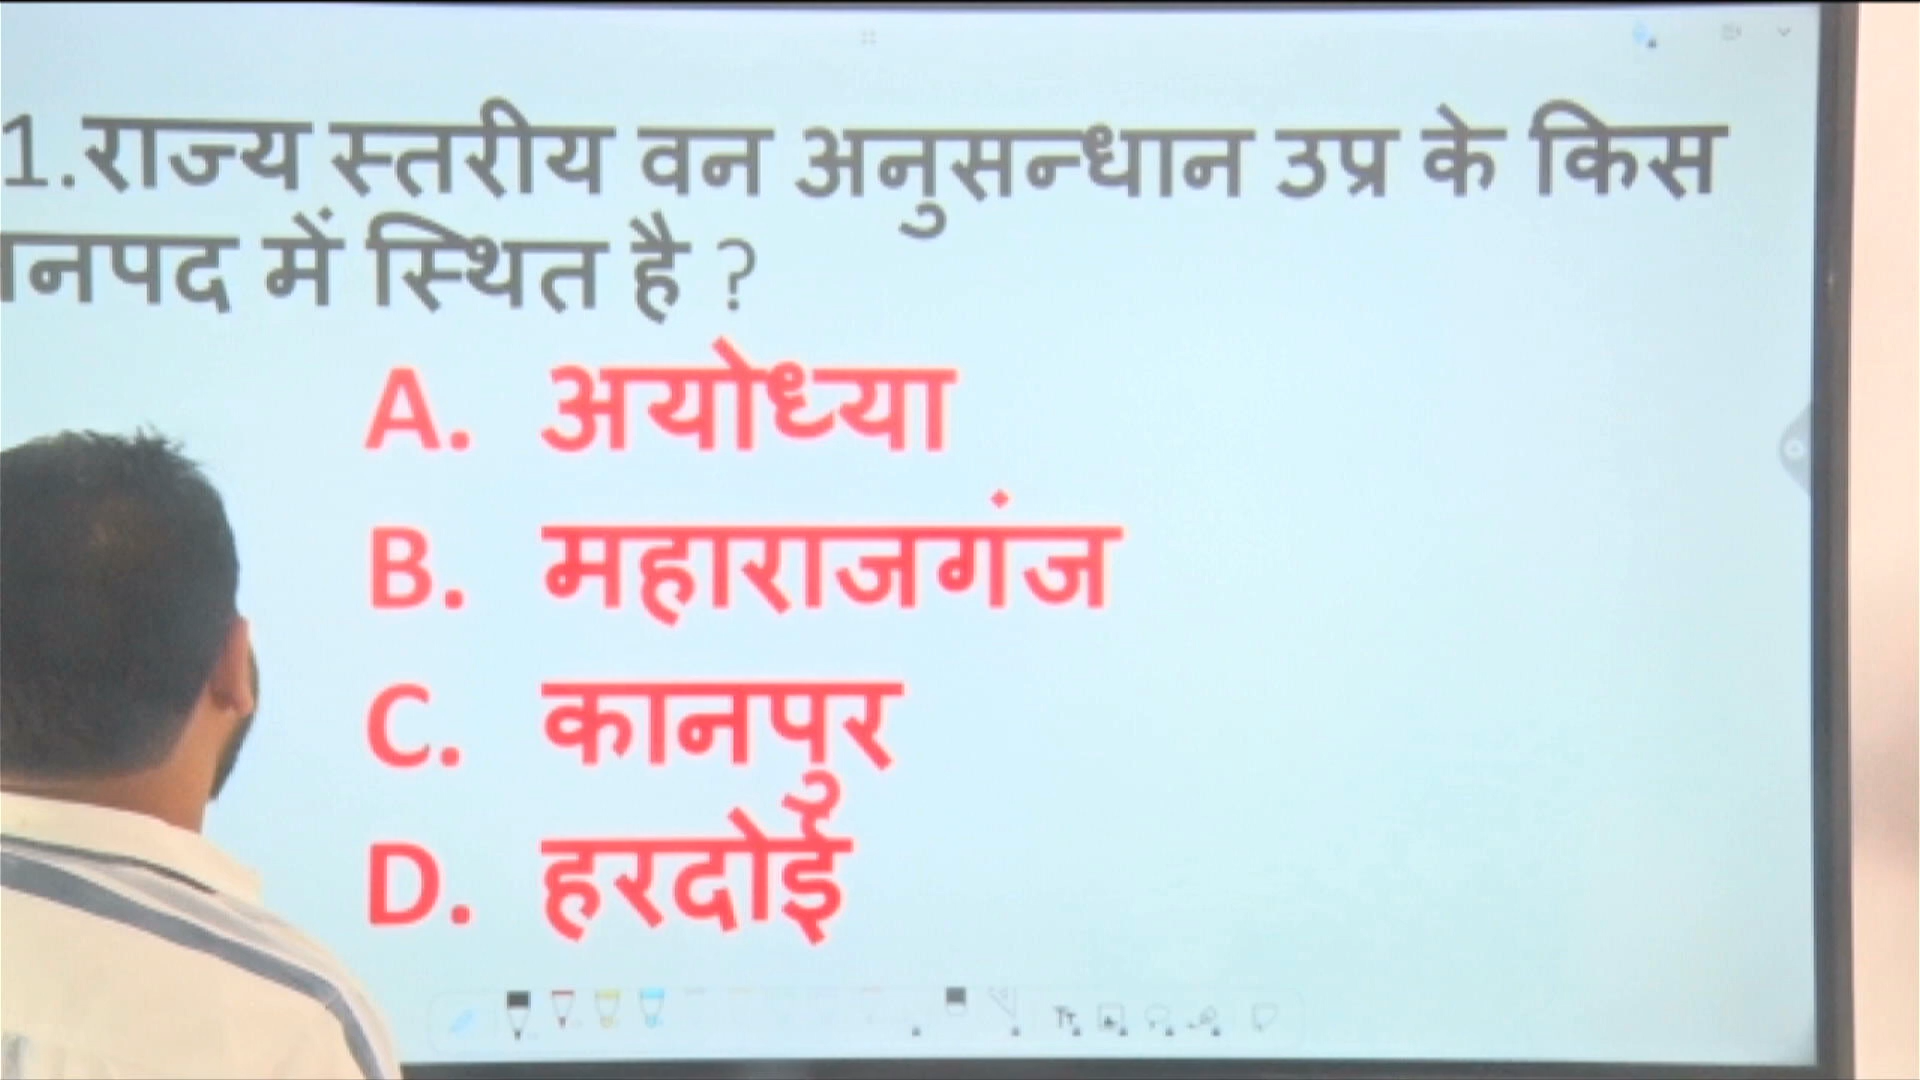 1.राज्य स्तरीय वन अनुसन्धान उप्र के किस
नपद में स्थित है ?
A. अयोध्या
B. महाराजगंज
C. कानपुर
D. हरदोई